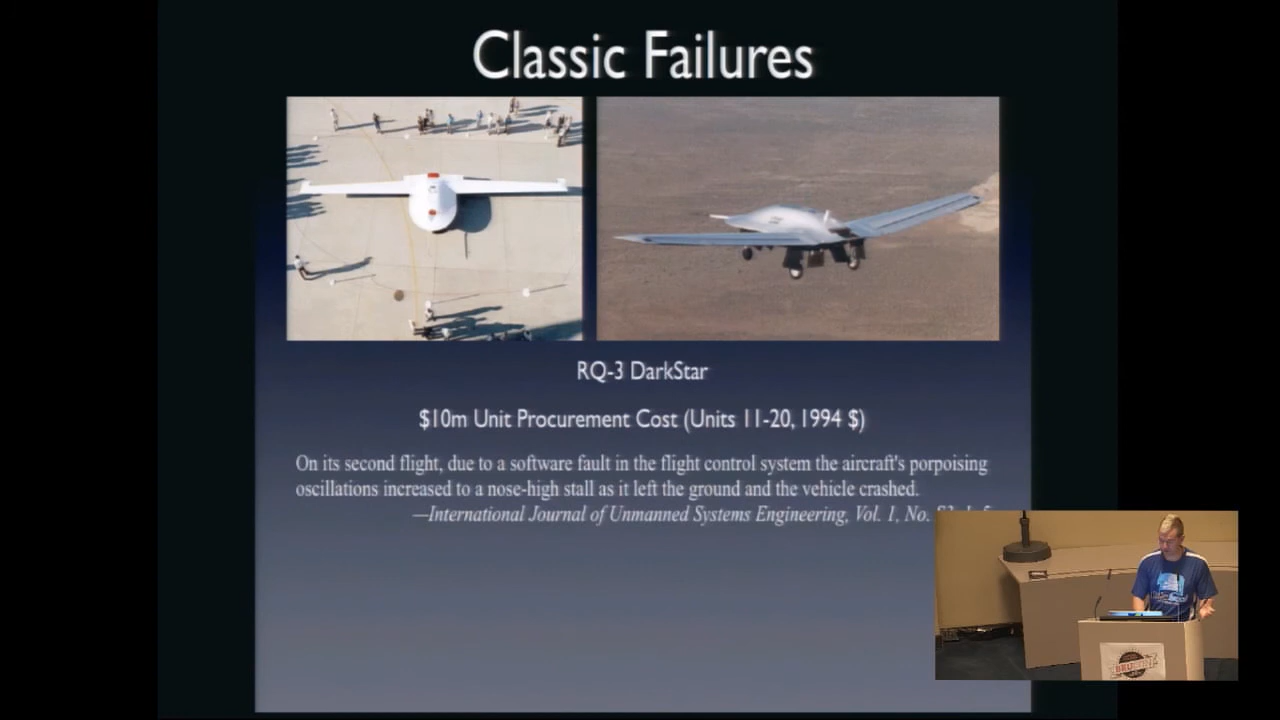 Classic Failures
RQ-3 DarkStar
$10m Unit Procurement Cost (Units 11-20, 1994 $)
On its second flight, due to a software fault in the flight control system the aircraft's porpoising
oscillations increased to a nose-high stall as it left the ground and the vehicle crashed.
—International Journal of Unmanned Systems Engineering, Vol. 1, No.